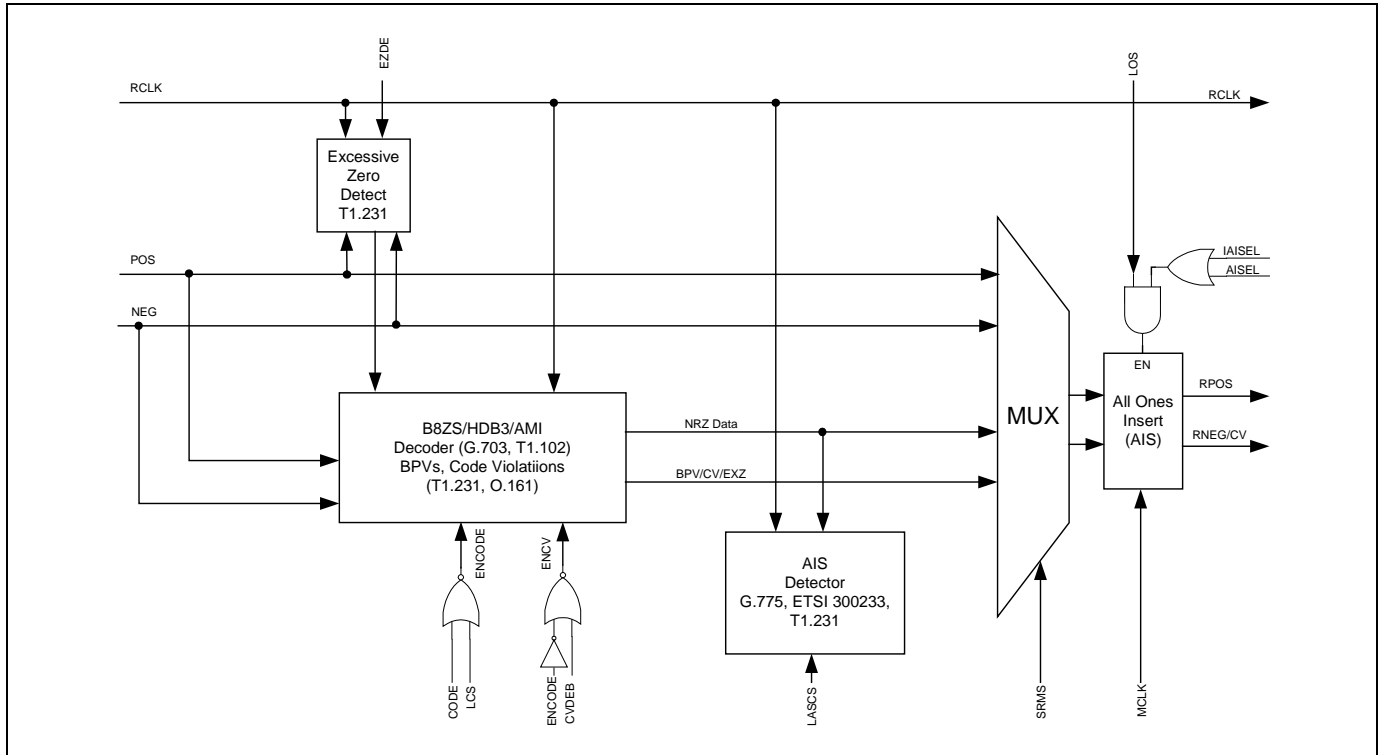 EZDE
LOS
RCLK
RCLK
Excessive
Zero
Detect
T1.231
IAISEL
AISEL
POS
NEG
EN
All Ones
Insert
(AIS)
RPOS
RNEG/CV
MUX
B8ZS/HDB3/AMI
Decoder (G.703, T1.102)
BPVs, Code Violatiions
(T1.231, O.161)
NRZ Data
BPV/CV/EXZ
ENCODE
ENCV
AIS
Detector
G.775, ETSI 300233,
T1.231
CODE
LCS
ENCODE
CVDEB
LASCS
SRMS
MCLK